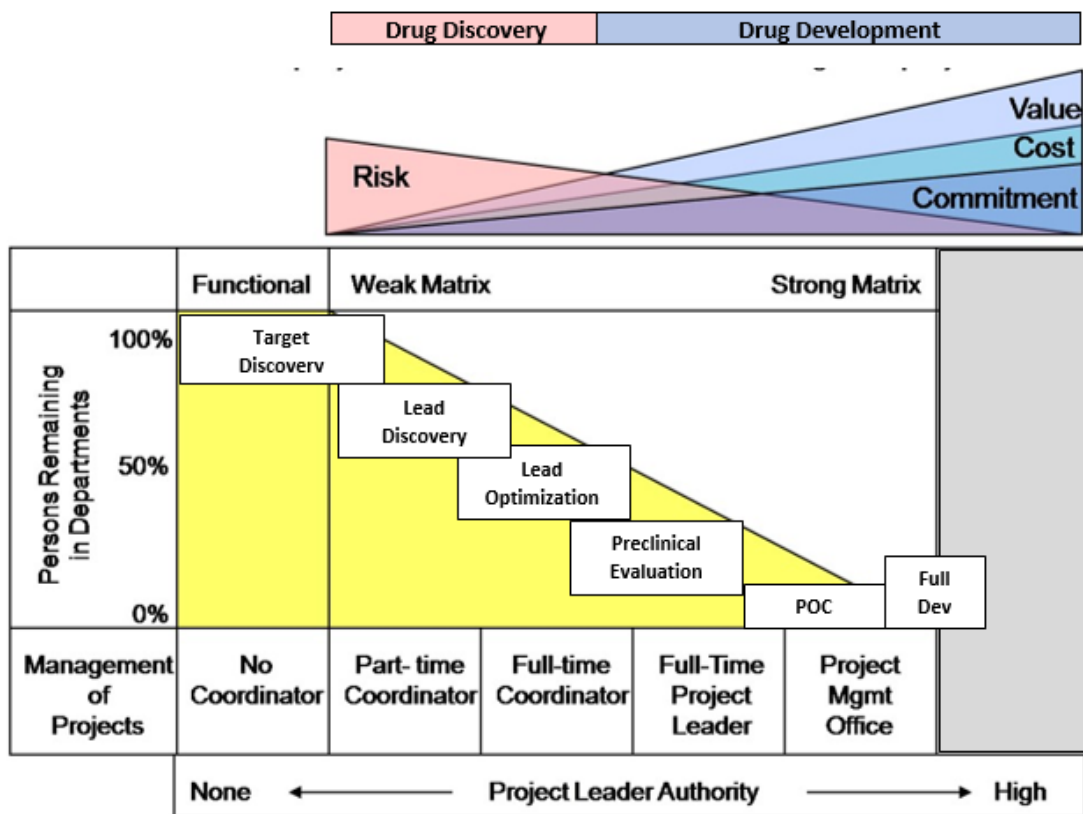 Drug Discovery
Drug Development
Value
Cost
Risk
Commitment
Functional
Weak Matrix
Strong Matrix
Persons Remaining
in Departments
100%
50%
0%
Target
Discoverv
Lead
Discovery
Lead
Optimization
Preclinical
Evaluation
POC
Full
Dev
Management
of
Projects
No
Coordinator
Part- time
Coordinator
Full-time
Coordinator
Full-Time
Project
Leader
Project
Mgmt
Office
None
Project Leader Authority
High